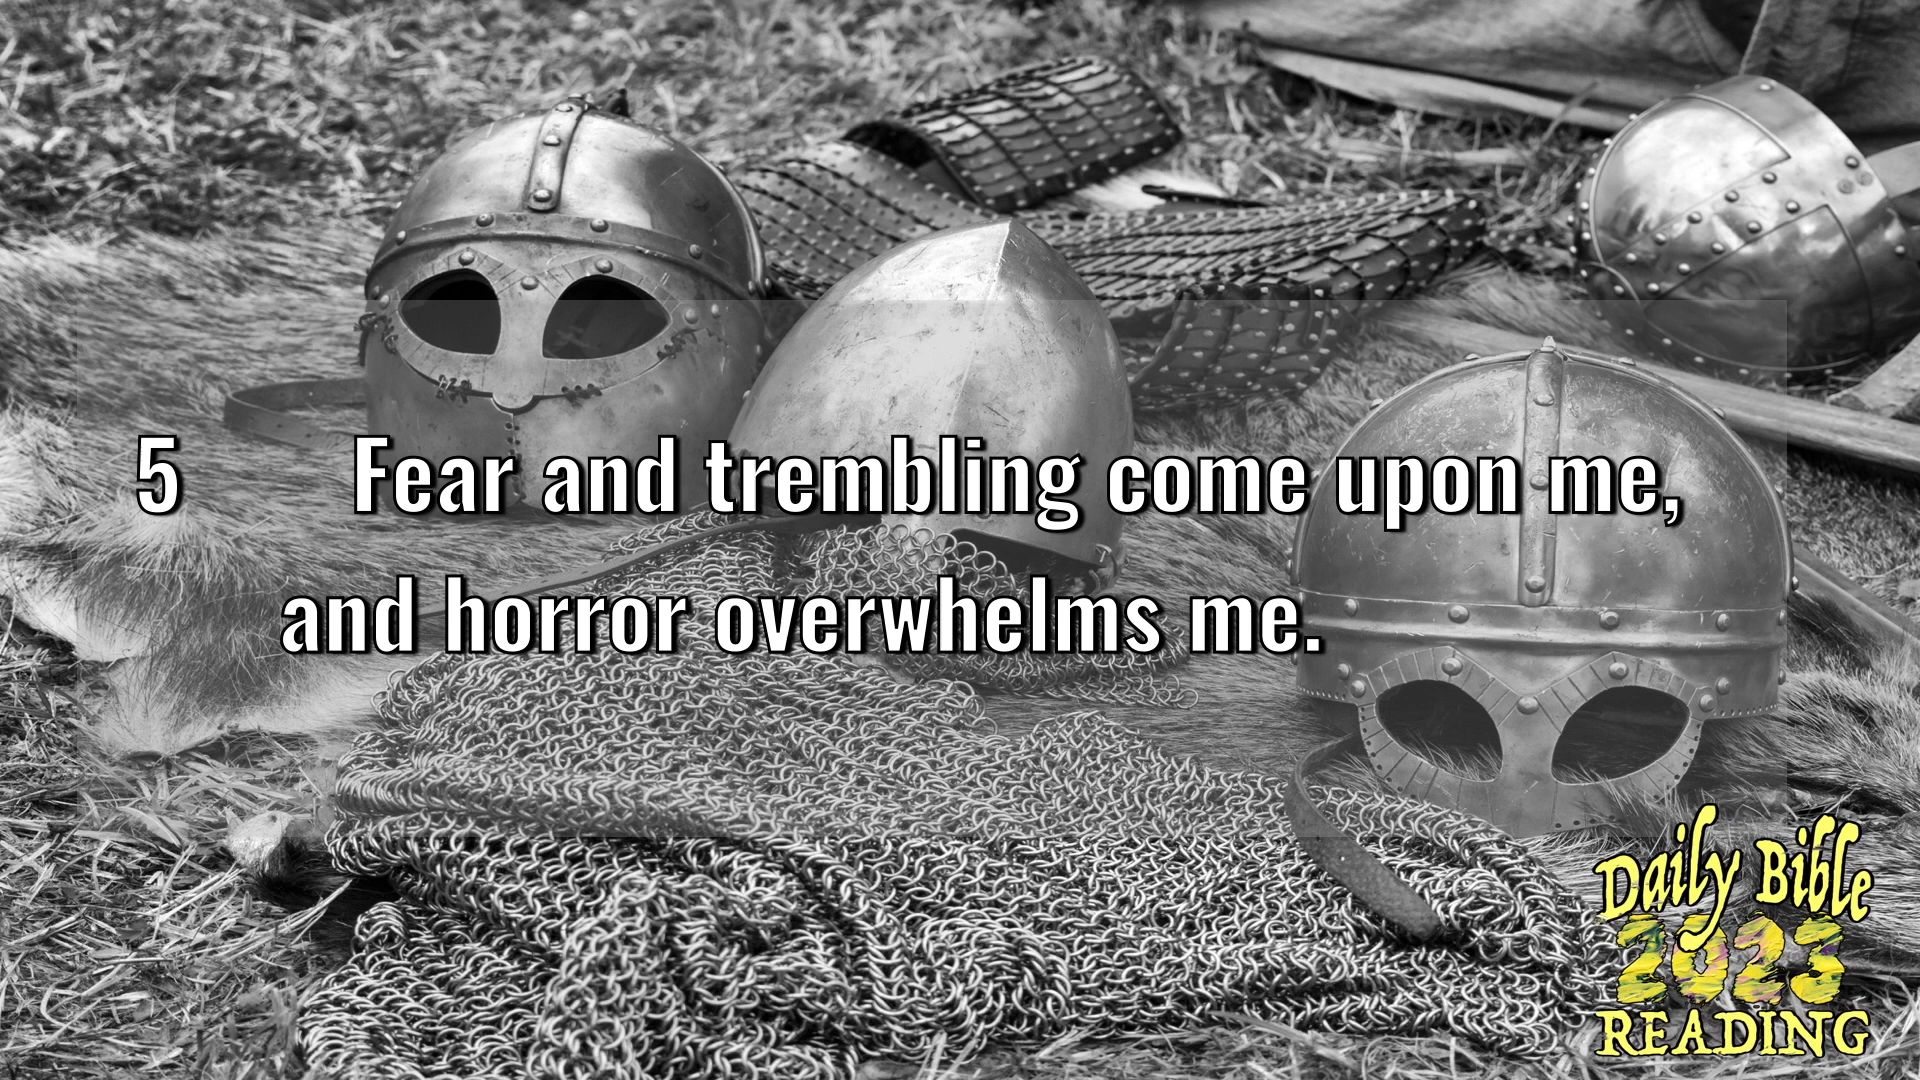 5 Fear and trembling come upon me,
and horror overwhelms me.
Daily Bible
2023
READING